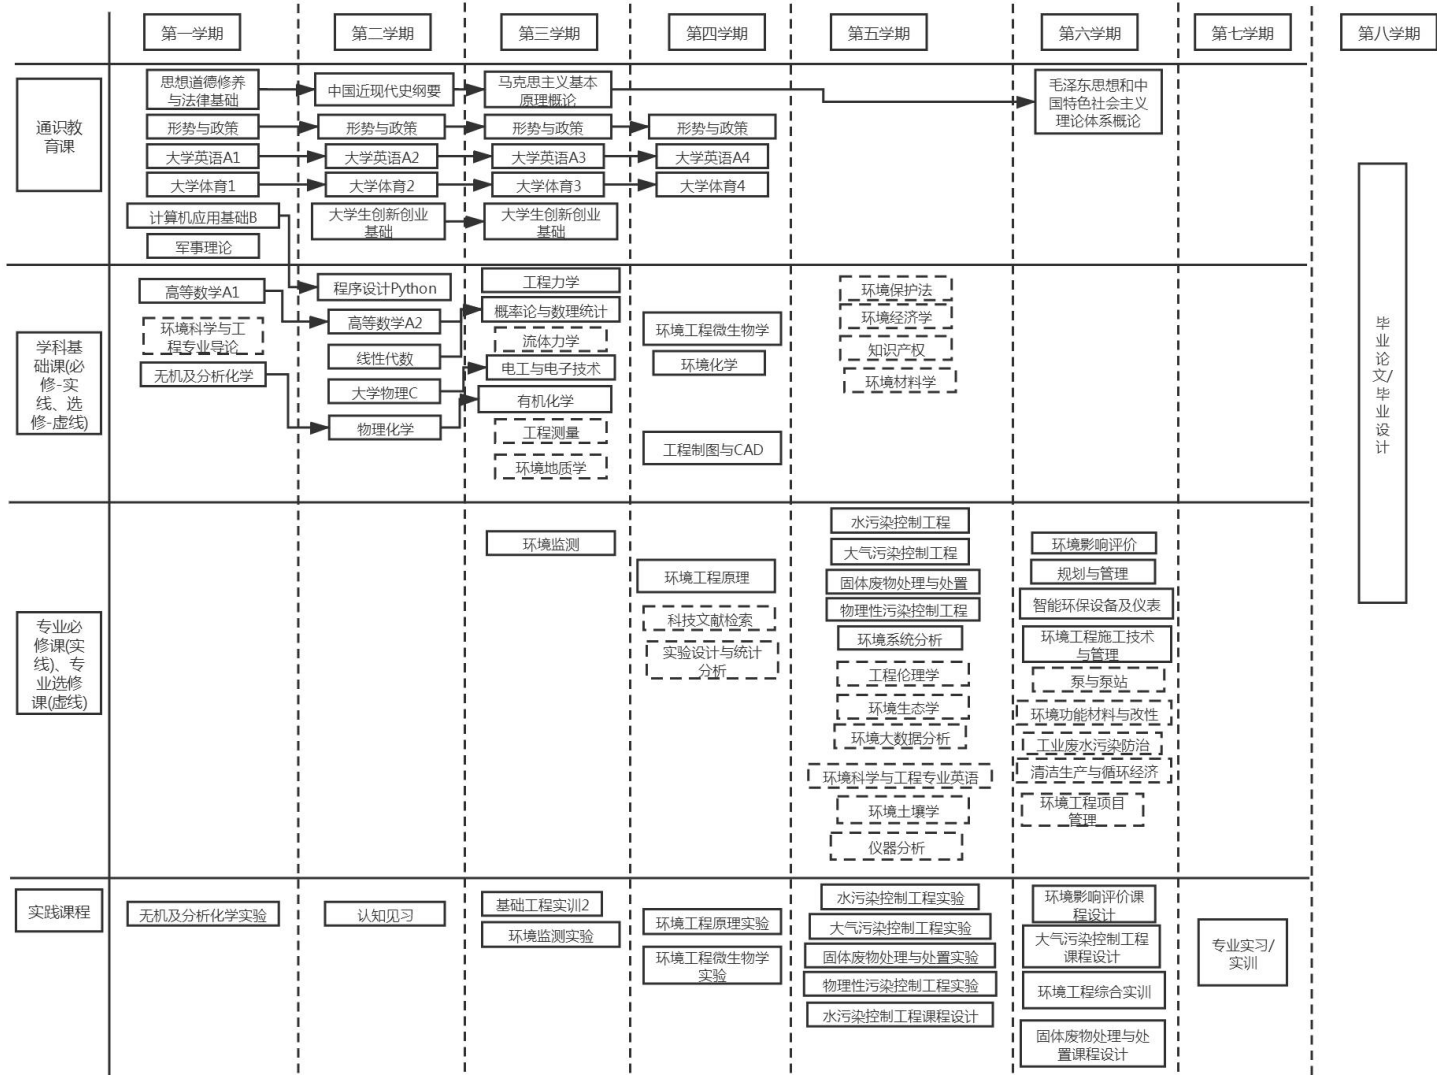 第一学期
第二学期
第三学期
第四学期
第五学期
第六学期
第七学期
第八学期
通识教
育课
思想道德修养
与法律基础
中国近现代史纲要
马克思主义基本
原理概论
毛泽东思想和中
国特色社会主义
理论体系概论
形势与政策
形势与政策
形势与政策
形势与政策
大学英语A1
大学英语A2
大学英语A3
大学英语A4
大学体育1
大学体育2
大学体育3
大学体育4
计算机应用基础B
大学生创新创业
基础
大学生创新创业
基础
军事理论
学科基
础课(必
修-实
线、选
修-虚线)
高等数学A1
环境科学与工
程专业导论
无机及分析化学
程序设计Python
高等数学A2
线性代数
大学物理C
物理化学
工程力学
概率论与数理统计
流体力学
电工与电子技术
有机化学
工程测量
环境地质学
环境工程微生物学
环境化学
工程制图与CAD
环境保护法
环境经济学
知识产权
环境材料学
专业必
修课(实
线)、专
业选修
课(虚线)
环境监测
环境工程原理
科技文献检索
实验设计与统计
分析
水污染控制工程
大气污染控制工程
固体废物处理与处置
物理性污染控制工程
环境系统分析
工程伦理学
环境生态学
环境大数据分析
环境科学与工程专业英语
环境土壤学
仪器分析
环境影响评价
规划与管理
智能环保设备及仪表
环境工程施工技术
与管理
泵与泵站
环境功能材料与改性
工业废水污染防治
清洁生产与循环经济
环境工程项目
管理
实践课程
无机及分析化学实验
认知见习
基础工程实训2
环境监测实验
环境工程原理实验
环境工程微生物学
实验
水污染控制工程实验
大气污染控制工程实验
固体废物处理与处置实验
物理性污染控制工程实验
水污染控制工程课程设计
环境影响评价课
程设计
大气污染控制工程
课程设计
环境工程综合实训
固体废物处理与处
置课程设计
专业实习/
实训
毕业论文/毕业设计